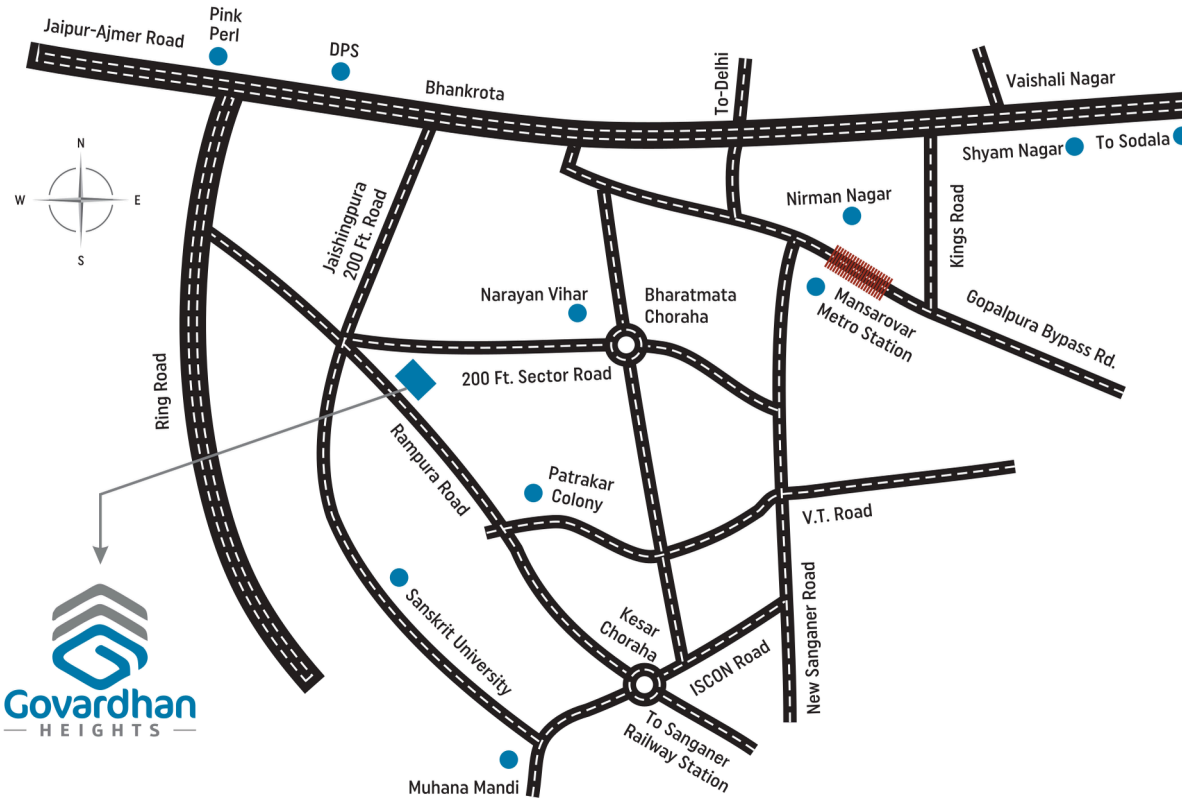 Pink
Perl
Jaipur-Ajmer Road
DPS
Bhankrota
To-Delhi
Vaishali Nagar
Shyam Nagar
To Sodala
N
W
E
S
Jaishingpura
200 Ft. Road
Nirman Nagar
Kings Road
Narayan Vihar
Bharatmata
Choraha
Mansarovar
Metro Station
Gopalpura Bypass Rd.
200 Ft. Sector Road
Ring Road
Rampura Road
Patrakar
Colony
V.T. Road
Sanskrit University
Kesar
Choraha
ISCON Road
New Sanganer Road
Govardhan
HEIGHTS
To Sanganer
Railway Station
Muhana Mandi